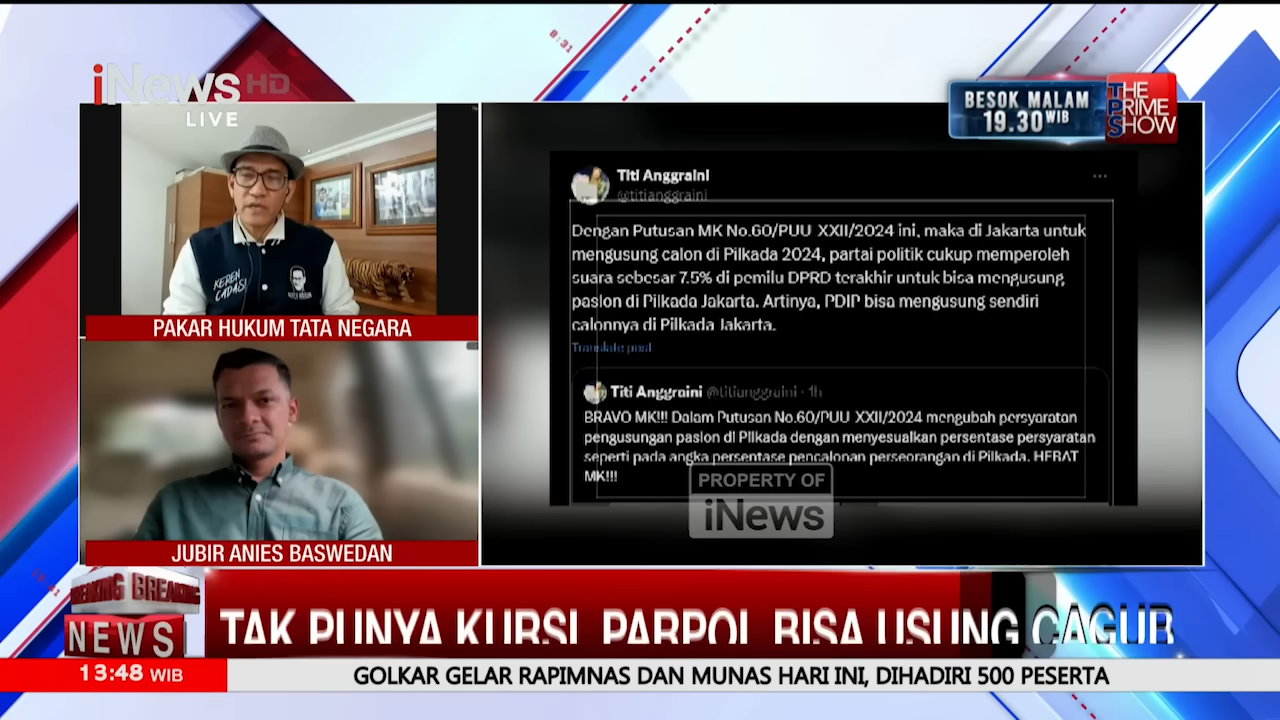 iNews HD
LIVE
BESOK MALAM
19.30 WIB
THE
PRIME
SHOW
TPS
Titi Anggraini
@titianggraini
Dengan Putusan MK No.60/PUU XXII/2024 ini, maka di Jakarta untuk
mengusung calon di Pilkada 2024, partai politik cukup memperoleh
suara sebesar 7.5% di pemilu DPRD terakhir untuk bisa mengusung
paslon di Pilkada Jakarta. Artinya, PDIP bisa mengusung sendiri
calonnya di Pilkada Jakarta.
Translate post
Titi Anggraini @titianggraini · 1h
BRAVO MK!!! Dalam Putusan No.60/PUU XXII/2024 mengubah persyaratan
pengusungan paslon di Pilkada dengan menyesuaikan persentase persyaratan
seperti pada angka persentase pencalonan perseorangan di Pilkada. HEBAT
MK!!!
PROPERTY OF
iNews
KEREN
CADAS!
PAKAR HUKUM TATA NEGARA
JUBIR ANIES BASWEDAN
BREAKING BREAKING
NEWS
TAK PUNYA KURSI, PARPOL BISA USUNG CAGUB
13:48 WIB
GOLKAR GELAR RAPIMNAS DAN MUNAS HARI INI, DIHADIRI 500 PESERTA